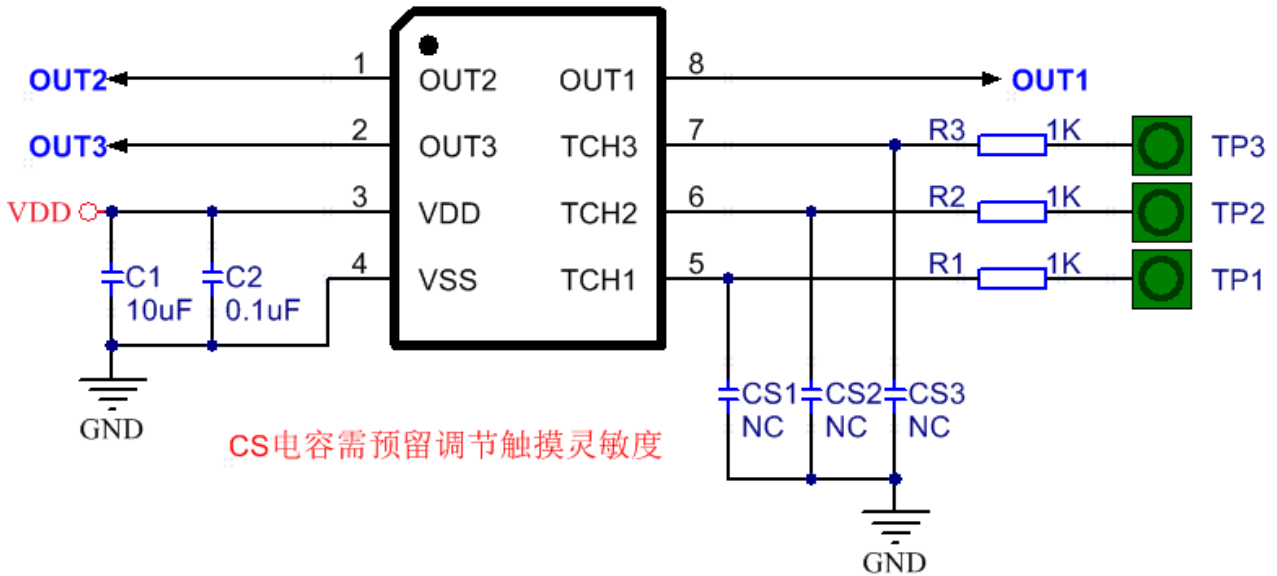 OUT2 1 OUT2 OUT1 8 OUT1
OUT3 2 OUT3 TCH3 7 R3 1K TP3
VDD 3 VDD TCH2 6 R2 1K TP2
4 VSS TCH1 5 R1 1K TP1
C1 C2
10uF 0.1uF
GND
CS1 CS2 CS3
NC NC NC
CS电容需预留调节触摸灵敏度
GND